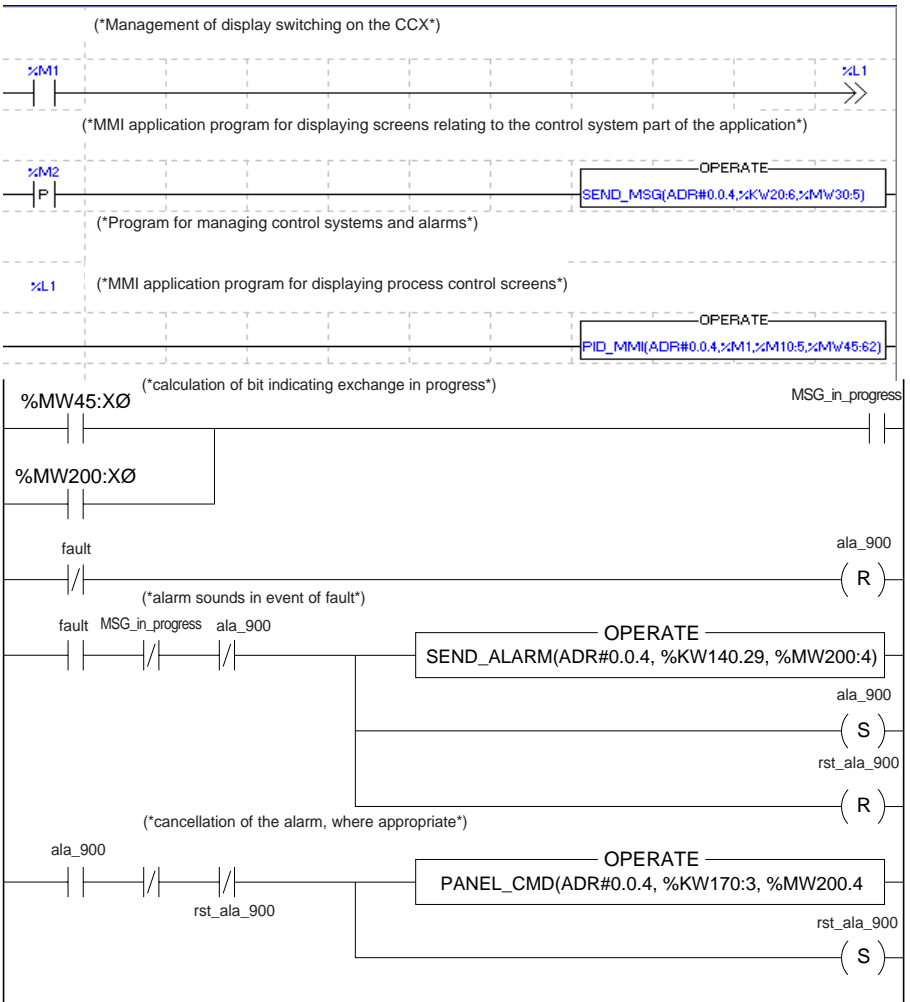 (*Management of display switching on the CCX*)
%M1 %L1
(*MMI application program for displaying screens relating to the control system part of the application*)
%M2 OPERATE
P SEND_MSG(ADR#0.0.4,%KW20:6,%MW30:5)
(*Program for managing control systems and alarms*)
%L1 (*MMI application program for displaying process control screens*)
OPERATE
PID_MMI(ADR#0.0.4,%M1,%M10:5,%MW45:62)
(*calculation of bit indicating exchange in progress*)
%MW45:XØ MSG_in_progress
%MW200:XØ
fault ala_900
R
(*alarm sounds in event of fault*)
fault MSG_in_progress ala_900 OPERATE
SEND_ALARM(ADR#0.0.4, %KW140.29, %MW200:4)
ala_900
S
rst_ala_900
R
(*cancellation of the alarm, where appropriate*)
ala_900 OPERATE
PANEL_CMD(ADR#0.0.4, %KW170:3, %MW200.4
rst_ala_900
rst_ala_900
S